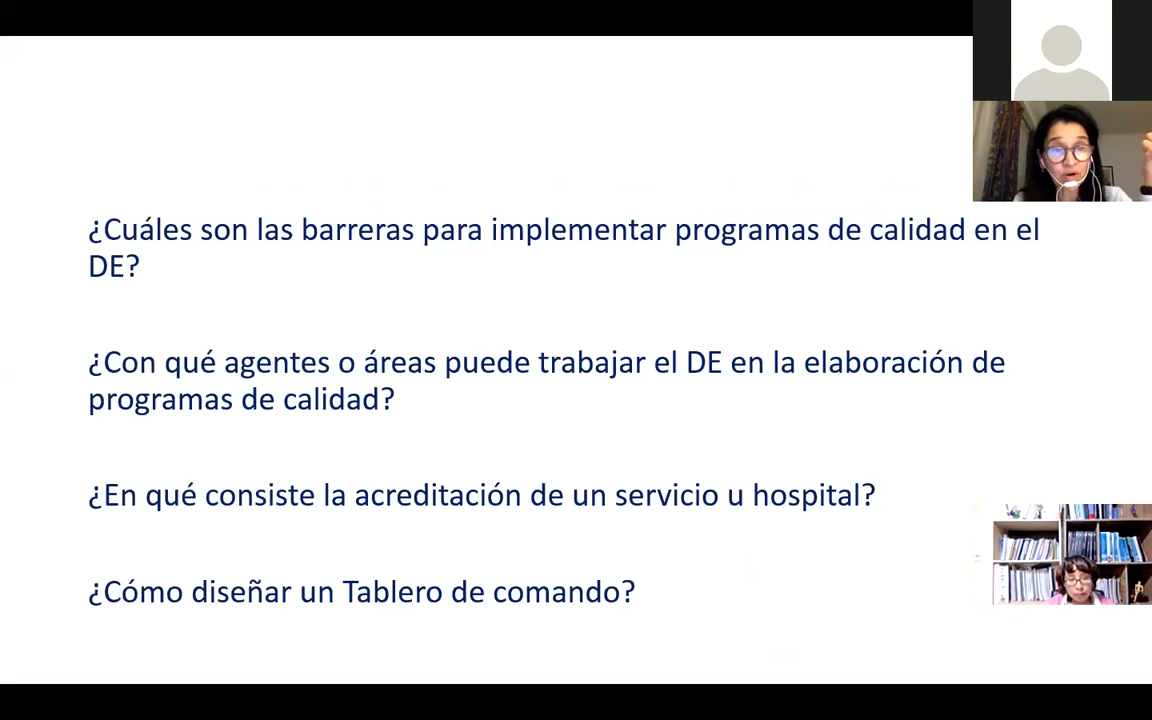 ¿Cuáles son las barreras para implementar programas de calidad en el
DE?
¿Con qué agentes o áreas puede trabajar el DE en la elaboración de
programas de calidad?
¿En qué consiste la acreditación de un servicio u hospital?
¿Cómo diseñar un Tablero de comando?